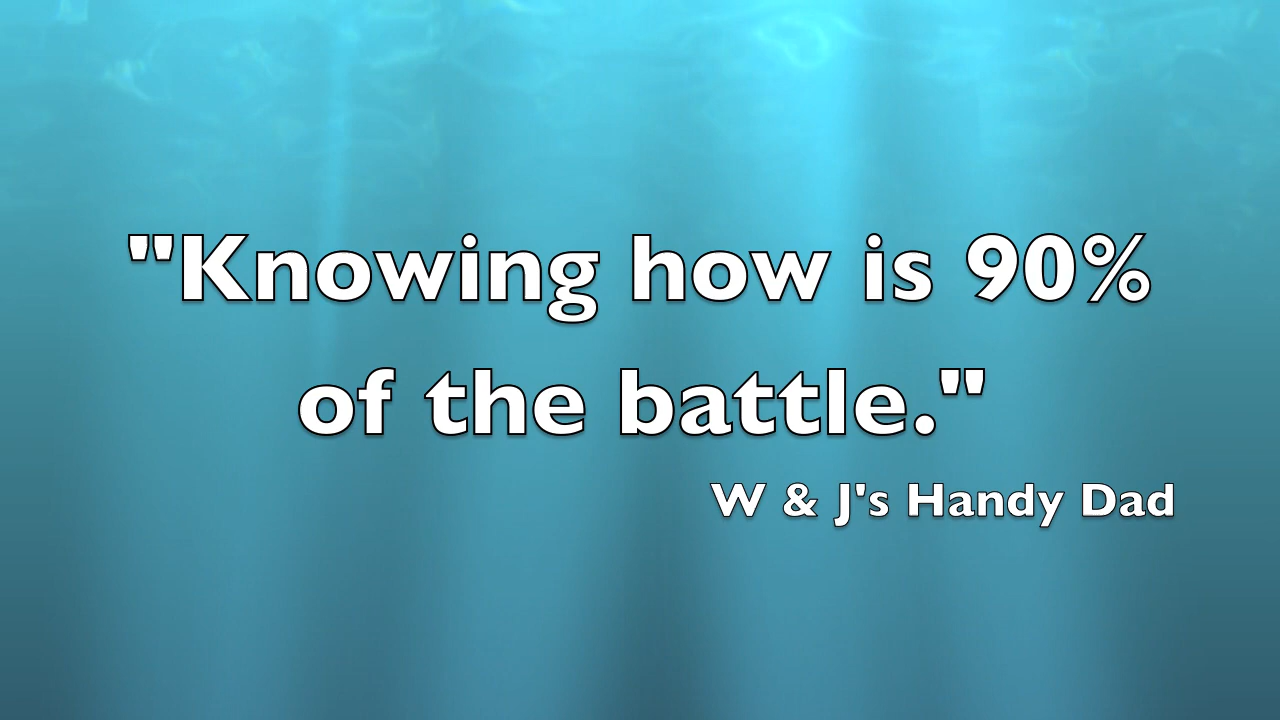 "Knowing how is 90%
of the battle."
W & J's Handy Dad